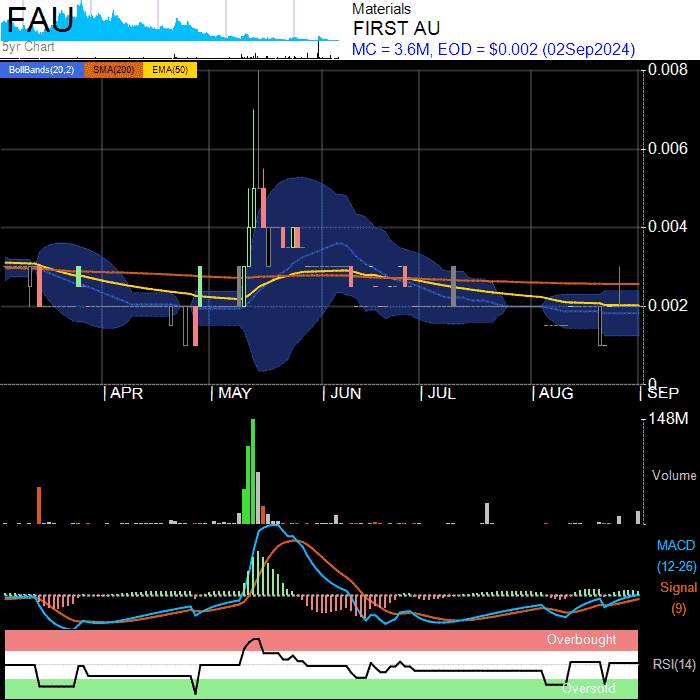 FAU
5yr Chart
Materials
FIRST AU
MC = 3.6M, EOD = $0.002 (02Sep2024)
BollBands(20,2) SMA(200) EMA(50)
0.008
0.006
0.004
0.002
0
APR MAY JUN JUL AUG SEP
148M
Volume
MACD
(12-26)
Signal
(9)
Overbought
RSI(14)
Oversold